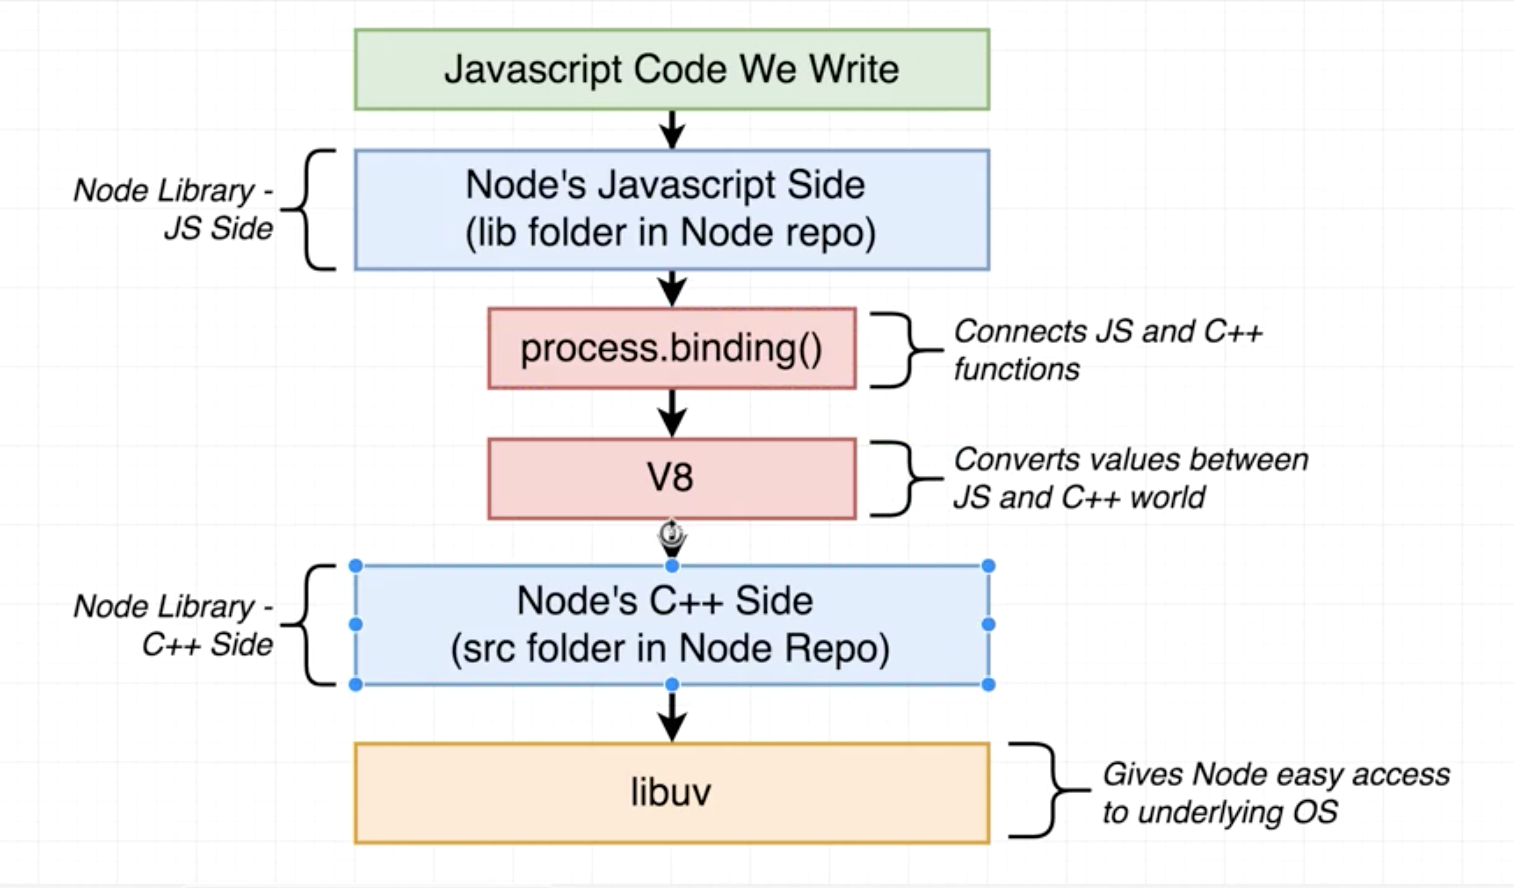 Javascript Code We Write
Node Library -
JS Side
Node's Javascript Side
(lib folder in Node repo)
process.binding()
Connects JS and C++
functions
V8
Converts values between
JS and C++ world
Node Library -
C++ Side
Node's C++ Side
(src folder in Node Repo)
libuv
Gives Node easy access
to underlying OS